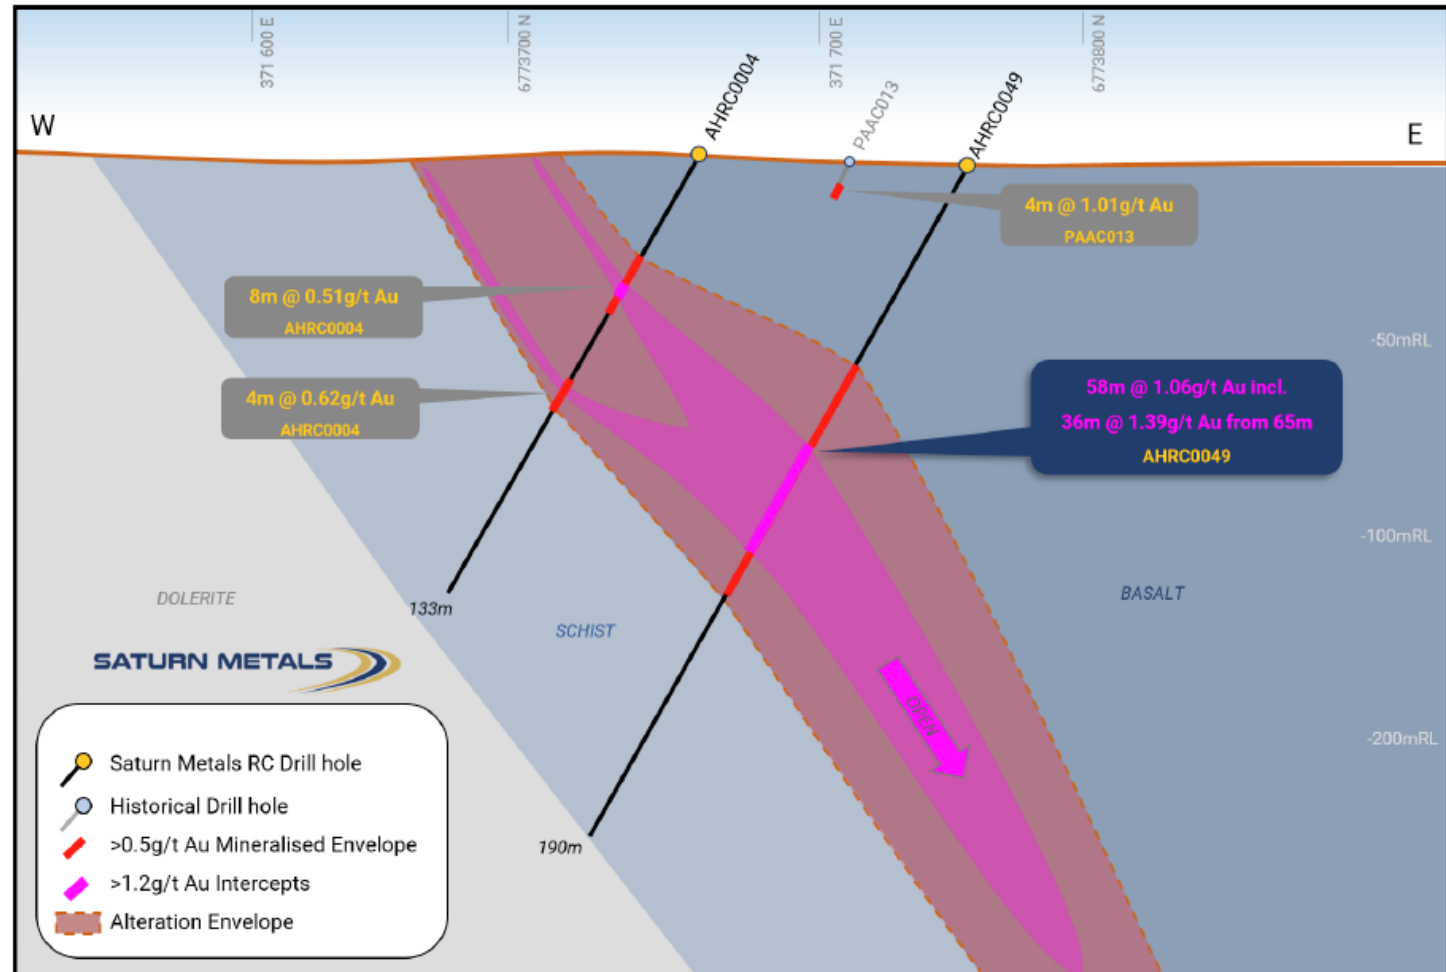 371 600 E
6773700 N
371 700 E
6773800 N
W
E
AHRC0004
PAAC013
AHRC0049
4m @ 1.01g/t Au
PAAC013
8m @ 0.51g/t Au
AHRC0004
-50mRL
4m @ 0.62g/t Au
AHRC0004
58m @ 1.06g/t Au incl.
36m @ 1.39g/t Au from 65m
AHRC0049
-100mRL
DOLERITE
133m
SCHIST
BASALT
SATURN METALS
OPEN
-200mRL
190m
Saturn Metals RC Drill hole
Historical Drill hole
>0.5g/t Au Mineralised Envelope
>1.2g/t Au Intercepts
Alteration Envelope